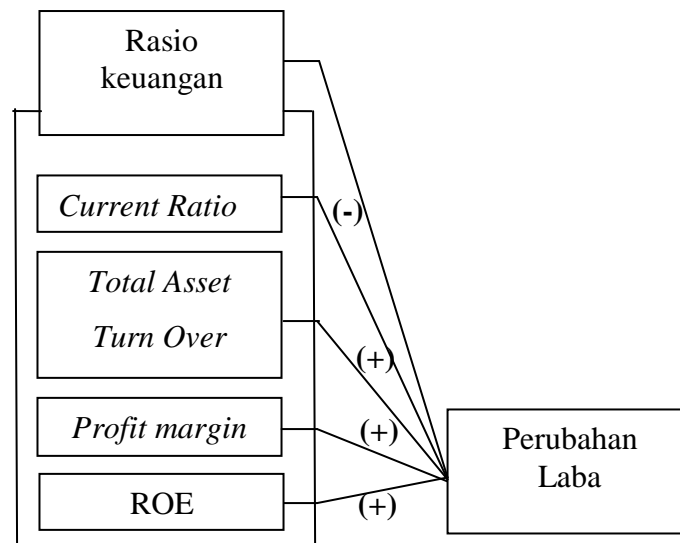 Rasio
keuangan
Current Ratio
(-)
Total Asset
Turn Over
(+)
Profit margin
(+)
Perubahan
Laba
ROE
(+)